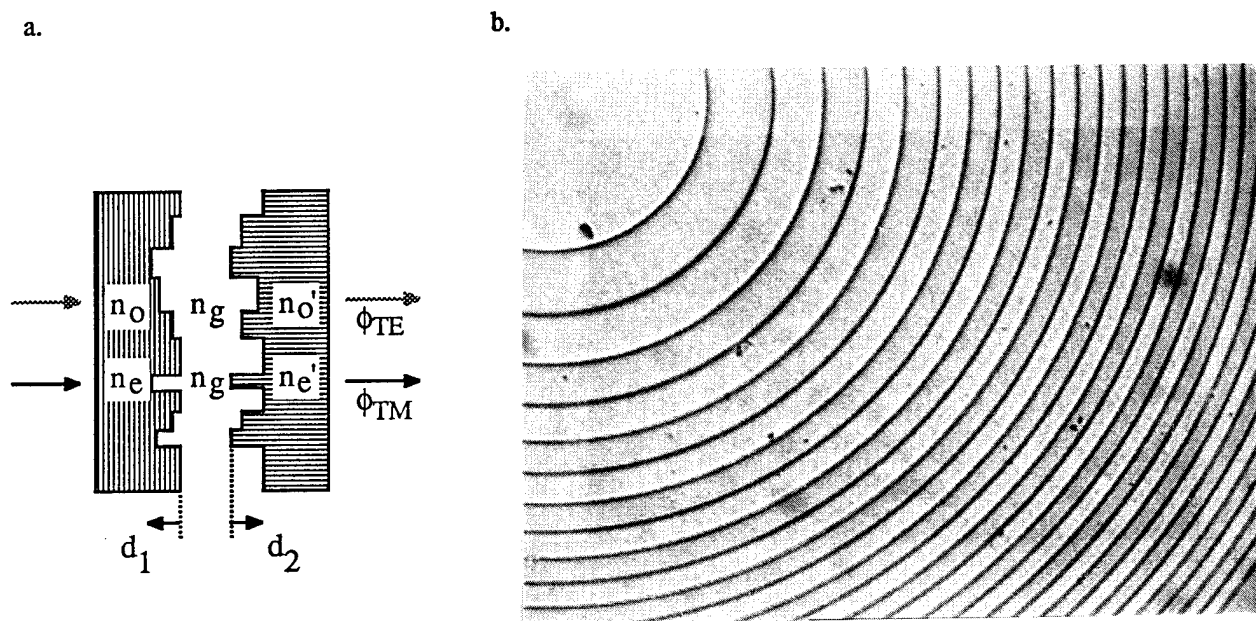 a.
b.
n_o n_g n_o'
ϕ_TE
n_e n_g n_e'
ϕ_TM
d_1 d_2